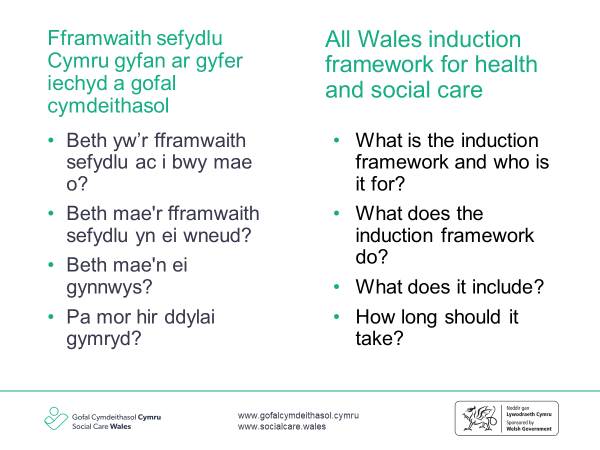 Fframwaith sefydlu
Cymru gyfan ar gyfer
iechyd a gofal
cymdeithasol
• Beth yw’r fframwaith
sefydlu ac i bwy mae
o?
• Beth mae'r fframwaith
sefydlu yn ei wneud?
• Beth mae'n ei
gynnwys?
• Pa mor hir ddylai
gymryd?
All Wales induction
framework for health
and social care
• What is the induction
framework and who is
it for?
• What does the
induction framework
do?
• What does it include?
• How long should it
take?
Gofal Cymdeithasol Cymru
Social Care Wales
www.gofalcymdeithasol.cymru
www.socialcare.wales
Noddir gan
Lywodraeth Cymru
Sponsored by
Welsh Government